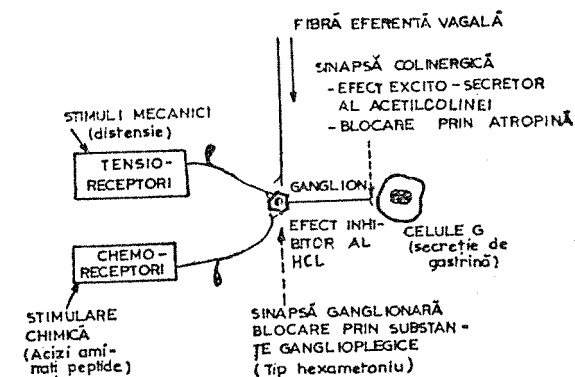 FIBRĂ EFERENTĂ VAGALĂ
SINAPSĂ COLINERGICĂ
- EFECT EXCITO-SECRETOR
AL ACETILCOLINEI
- BLOCARE PRIN ATROPINĂ
STIMULI MECANICI
(distensie)
TENSIO-
RECEPTORI
GANGLION
EFECT INHI-
BITOR AL
HCL
CELULE G
(secreție de
gastrină)
CHEMO-
RECEPTORI
STIMULARE
CHIMICĂ
(Acizi ami-
nați peptide)
SINAPSĂ GANGLIONARĂ
BLOCARE PRIN SUBSTAN-
ȚE GANGLIOPLEGICE
(Tip hexametoniu)